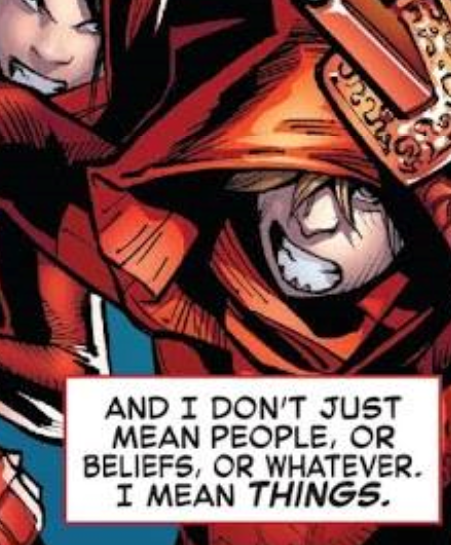 AND I DON'T JUST
MEAN PEOPLE, OR
BELIEFS, OR WHATEVER.
I MEAN THINGS.